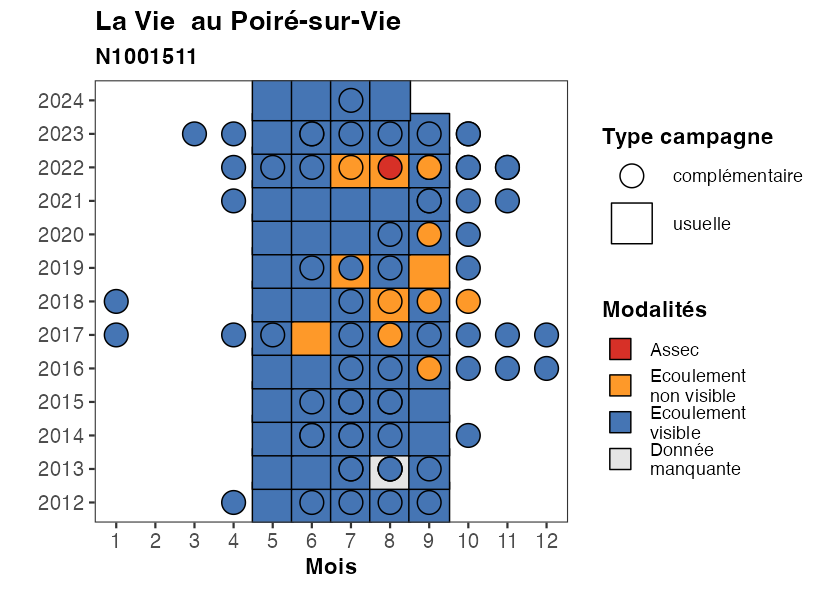 La Vie  au Poiré-sur-Vie
N1001511
2024
2023
2022
2021
2020
2019
2018
2017
2016
2015
2014
2013
2012
1 2 3 4 5 6 7 8 9 10 11 12
Mois
Type campagne
complémentaire
usuelle
Modalités
Assec
Ecoulement
non visible
Ecoulement
visible
Donnée
manquante